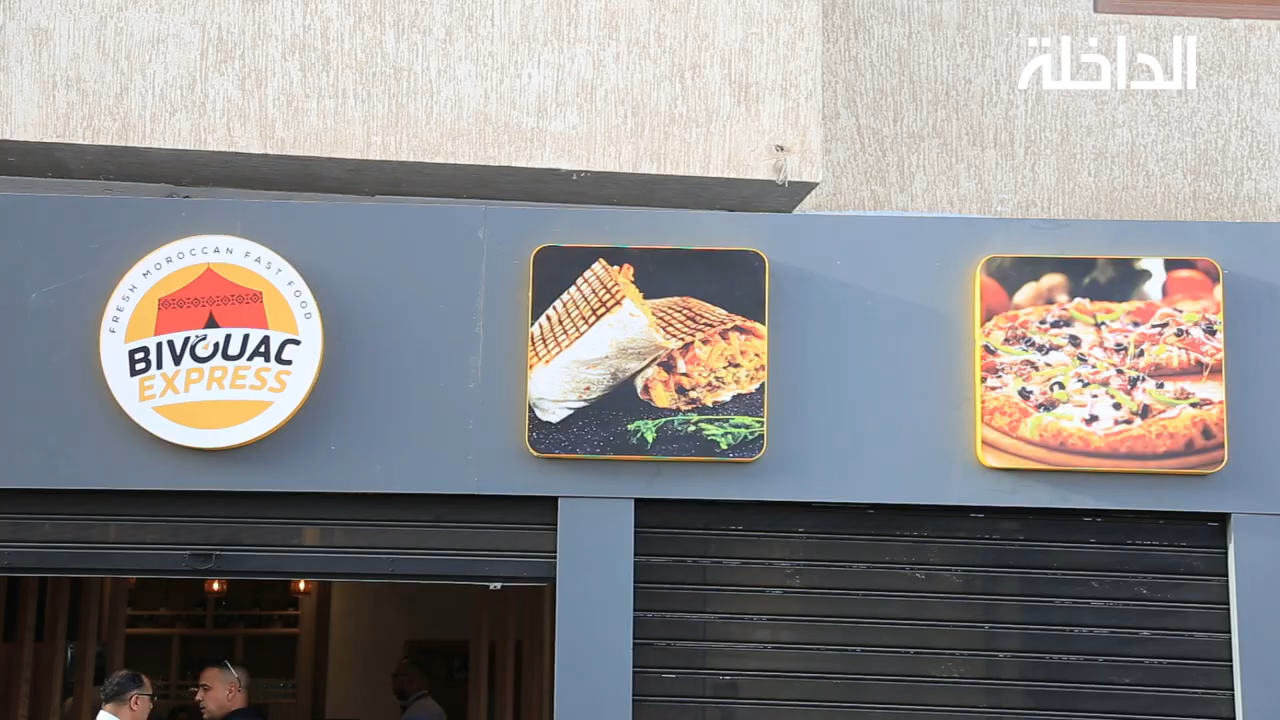 الداخلة
FRESH MOROCCAN FAST FOOD
BIVOUAC
EXPRESS